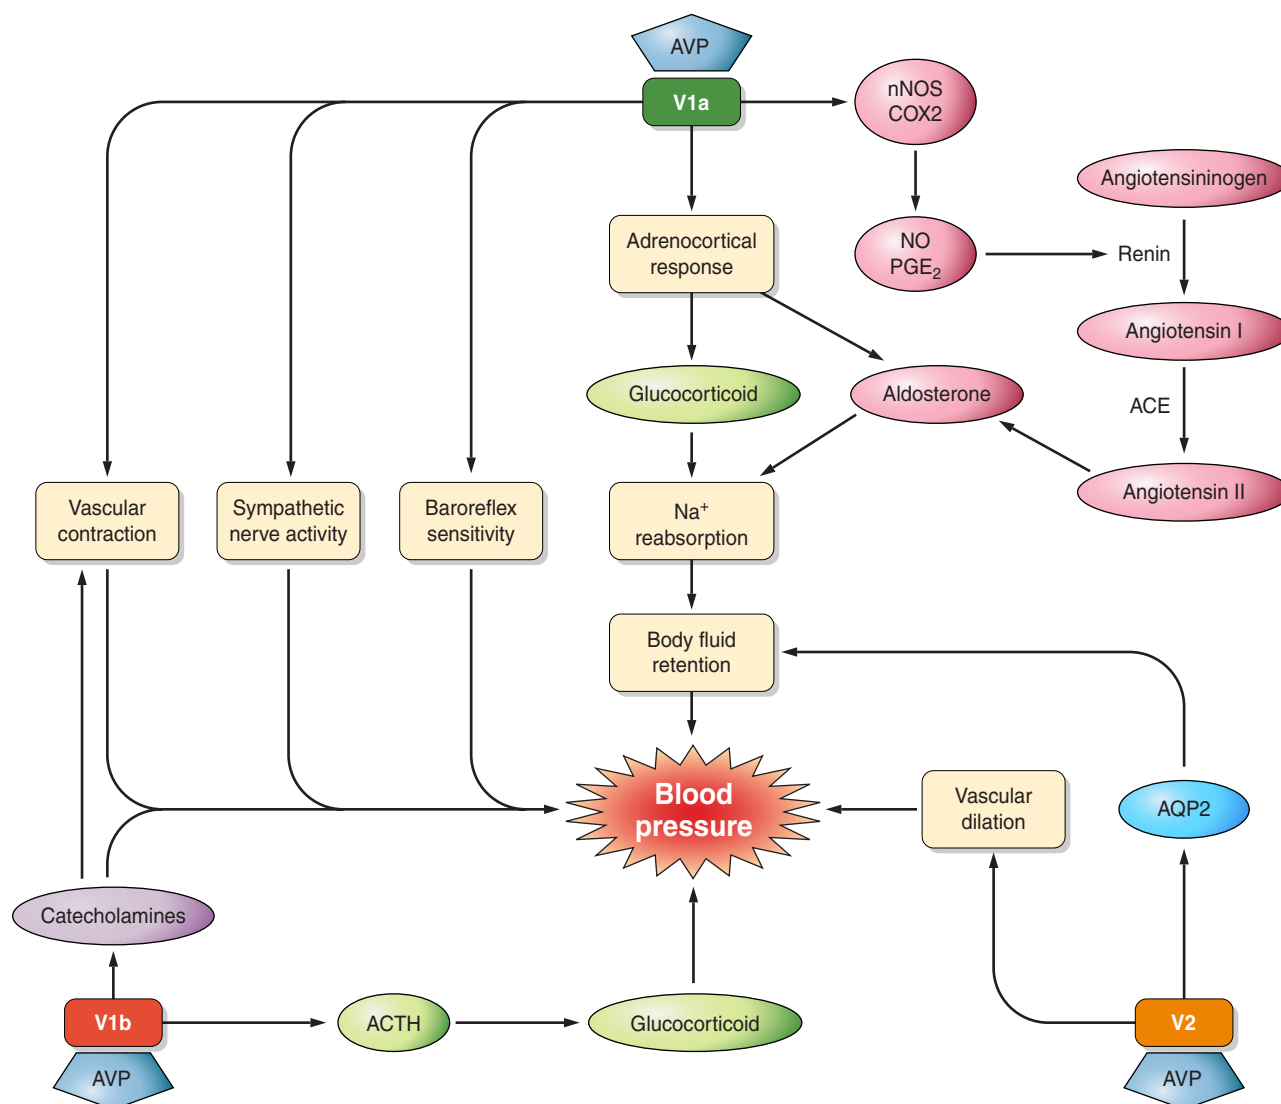 AVP
V1a
nNOS
COX2
Angiotensininogen
Adrenocortical
response
NO
PGE₂
Renin
Angiotensin I
Glucocorticoid
Aldosterone
ACE
Vascular
contraction
Sympathetic
nerve activity
Baroreflex
sensitivity
Na⁺
reabsorption
Angiotensin II
Body fluid
retention
Blood
pressure
Vascular
dilation
AQP2
Catecholamines
V1b
ACTH
Glucocorticoid
V2
AVP
AVP